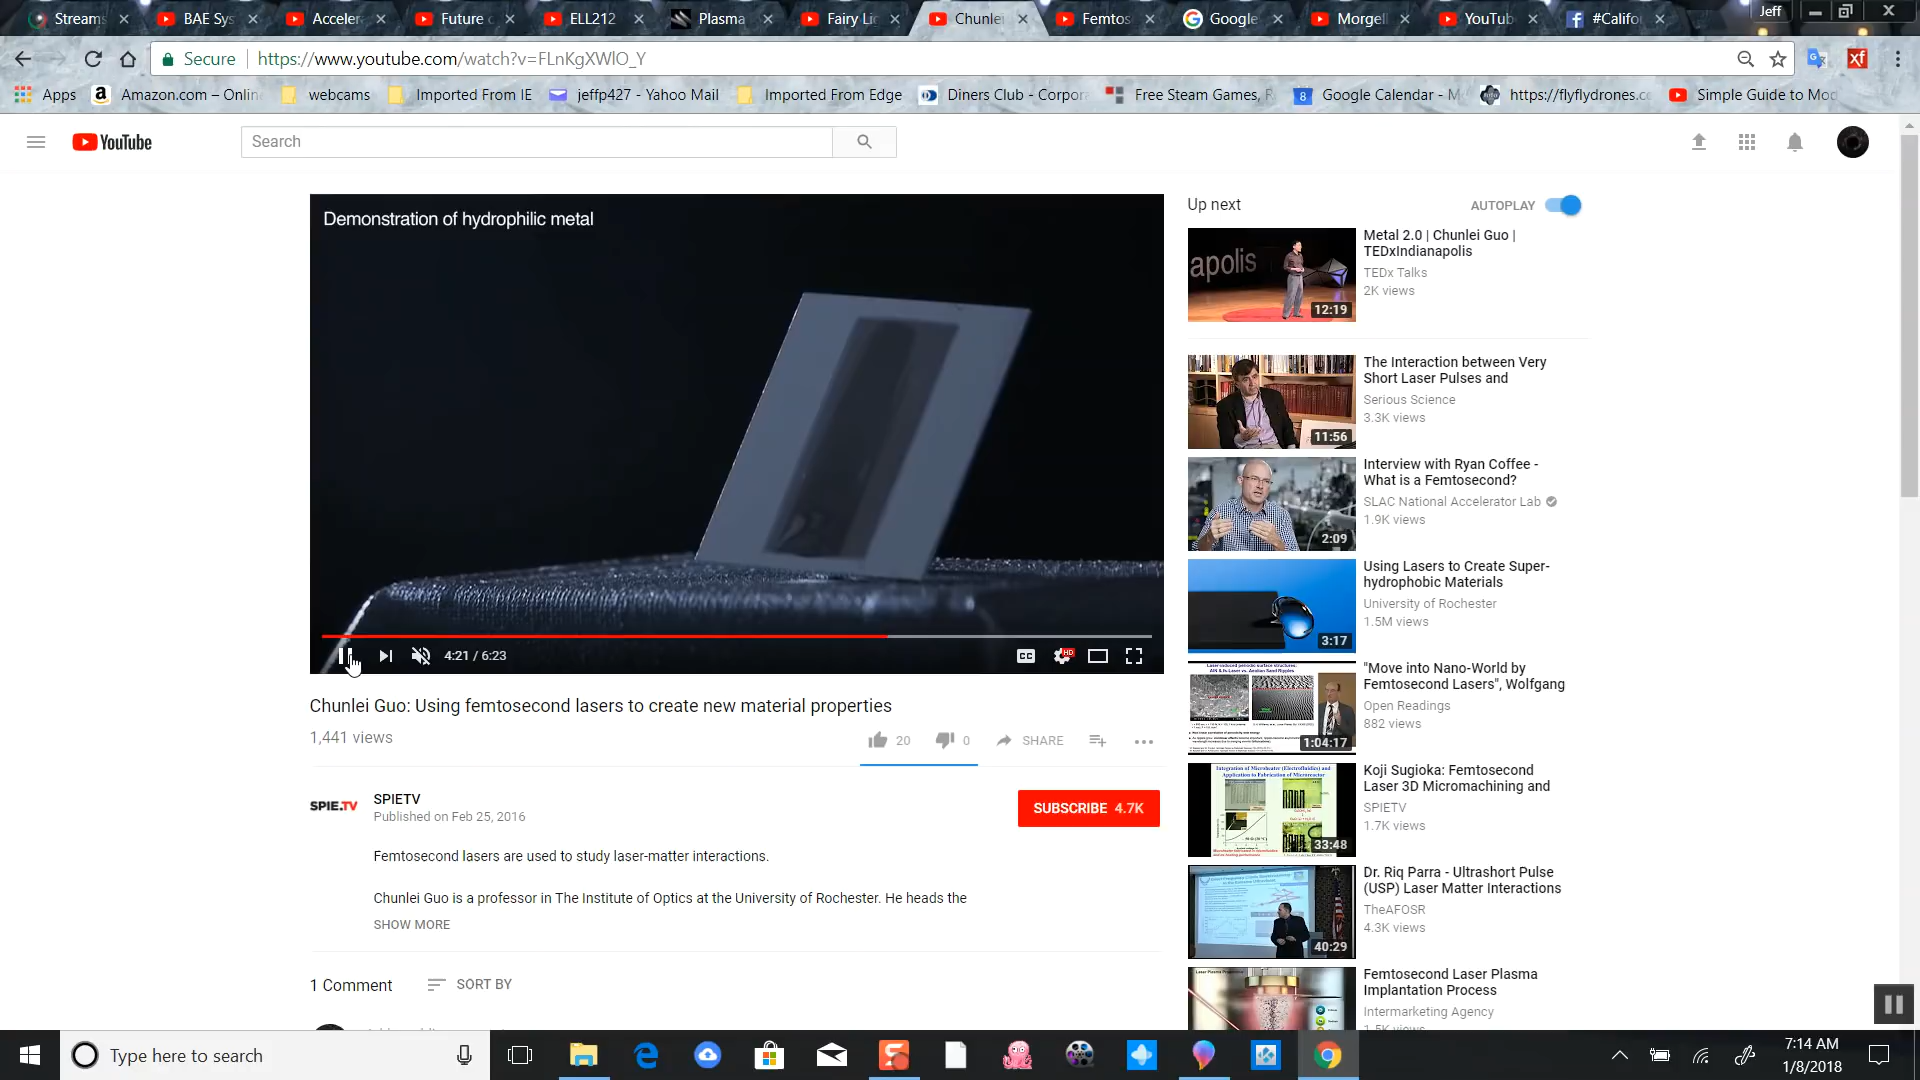 Streams
BAE Sys
Acceler
Future
ELL212
Plasma
Fairy Li
Chunlei
Femtos
Google
Morgell
YouTub
#Califo
Jeff
Secure
https://www.youtube.com/watch?v=FLnKgXWlO_Y
Apps
Amazon.com – Onlin
webcams
Imported From IE
jeffp427 - Yahoo Mail
Imported From Edge
Diners Club - Corpora
Free Steam Games, F
Google Calendar - M
https://flyflydrones.cc
Simple Guide to Mod
YouTube
Search
Demonstration of hydrophilic metal
4:21 / 6:23
CC
HD
Chunlei Guo: Using femtosecond lasers to create new material properties
1,441 views
20
0
SHARE
SPIE.TV
SPIETV
Published on Feb 25, 2016
SUBSCRIBE 4.7K
Femtosecond lasers are used to study laser-matter interactions.
Chunlei Guo is a professor in The Institute of Optics at the University of Rochester. He heads the
SHOW MORE
1 Comment
SORT BY
Up next
AUTOPLAY
apolis
12:19
Metal 2.0 | Chunlei Guo |
TEDxIndianapolis
TEDx Talks
2K views
11:56
The Interaction between Very
Short Laser Pulses and
Serious Science
3.3K views
2:09
Interview with Ryan Coffee -
What is a Femtosecond?
SLAC National Accelerator Lab
1.9K views
3:17
Using Lasers to Create Super-
hydrophobic Materials
University of Rochester
1.5M views
1:04:17
"Move into Nano-World by
Femtosecond Lasers", Wolfgang
Open Readings
882 views
33:48
Koji Sugioka: Femtosecond
Laser 3D Micromachining and
SPIETV
1.7K views
40:29
Dr. Riq Parra - Ultrashort Pulse
(USP) Laser Matter Interactions
TheAFOSR
4.3K views
Femtosecond Laser Plasma
Implantation Process
Intermarketing Agency
1.5K views
Type here to search
7:14 AM
1/8/2018